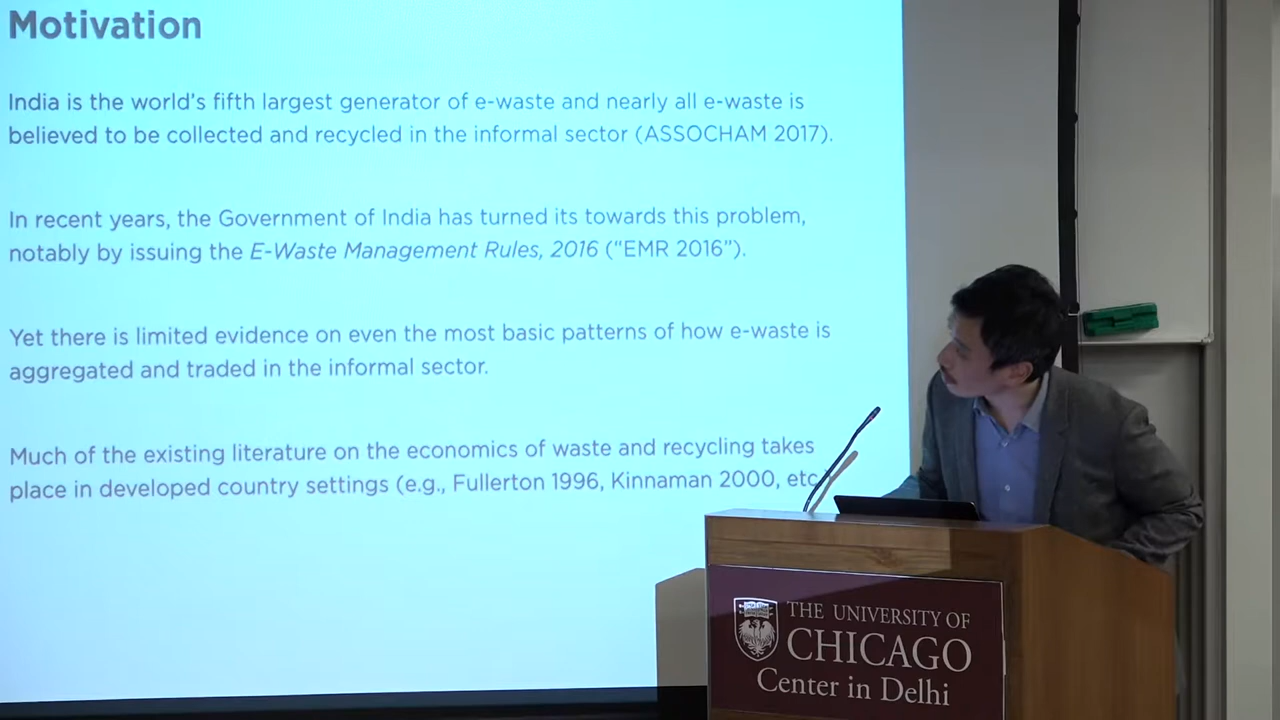 Motivation
India is the world's fifth largest generator of e-waste and nearly all e-waste is
believed to be collected and recycled in the informal sector (ASSOCHAM 2017).
In recent years, the Government of India has turned its towards this problem,
notably by issuing the E-Waste Management Rules, 2016 (“EMR 2016”).
Yet there is limited evidence on even the most basic patterns of how e-waste is
aggregated and traded in the informal sector.
Much of the existing literature on the economics of waste and recycling takes
place in developed country settings (e.g., Fullerton 1996, Kinnaman 2000, etc.)
THE UNIVERSITY OF
CHICAGO
Center in Delhi